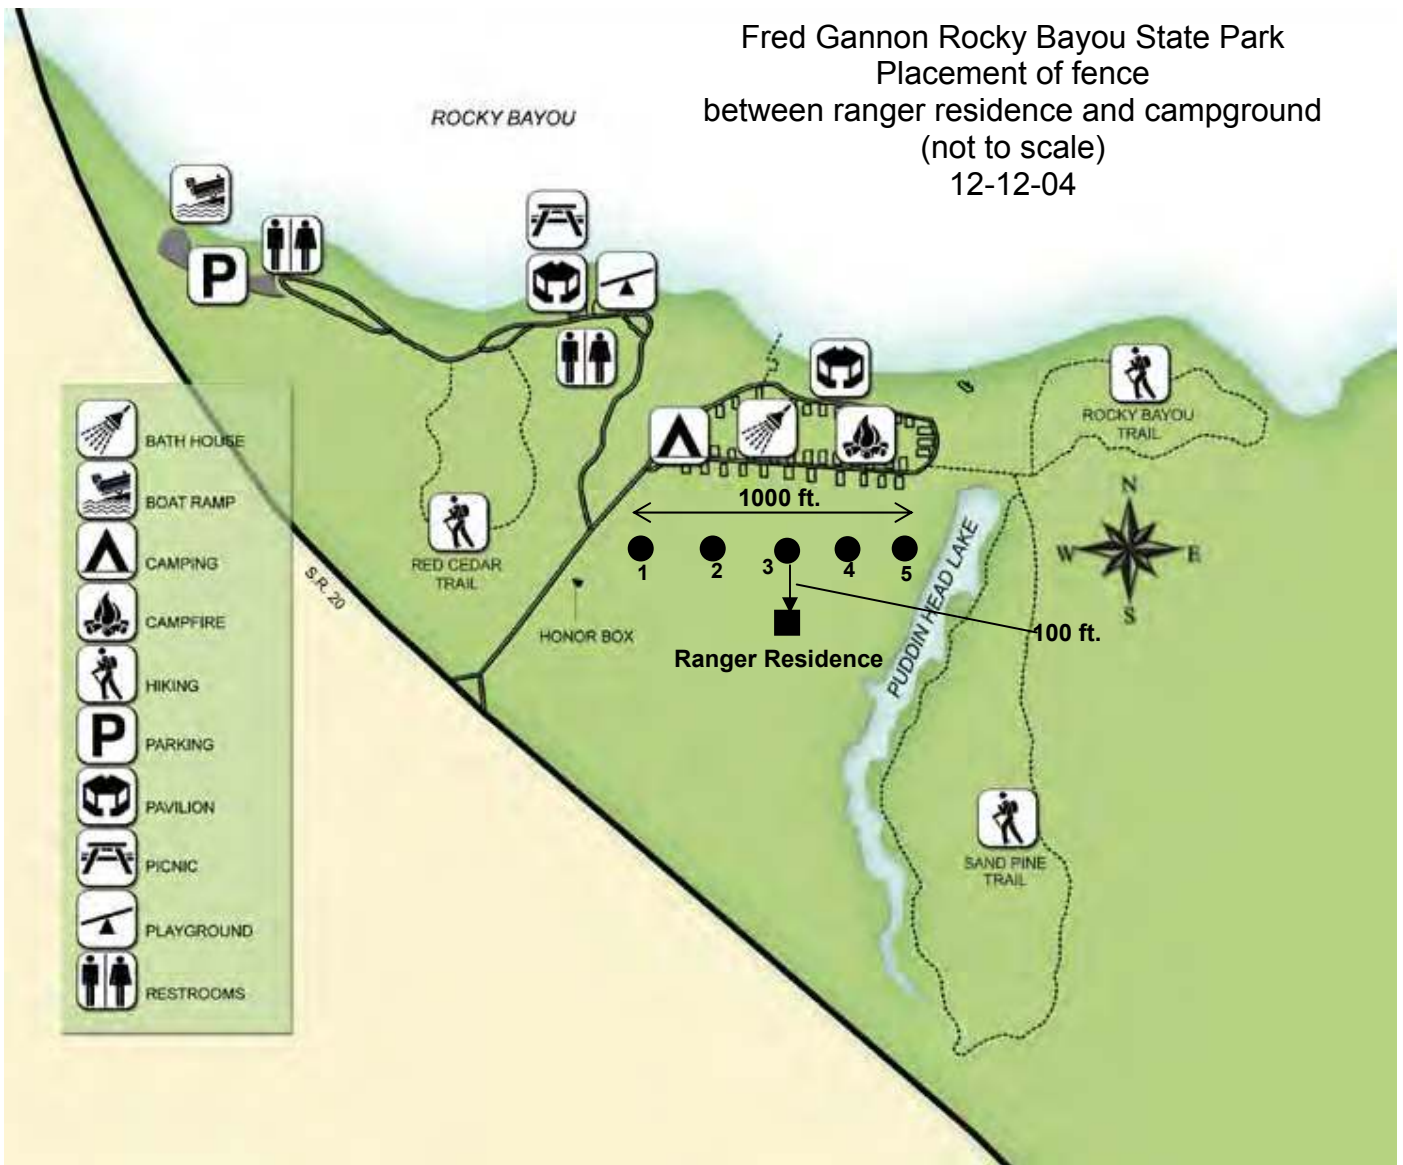 Fred Gannon Rocky Bayou State Park
Placement of fence
between ranger residence and campground
(not to scale)
12-12-04
ROCKY BAYOU
P
ROCKY BAYOU
TRAIL
BATH HOUSE
BOAT RAMP
CAMPING
CAMPFIRE
HIKING
P PARKING
PAVILION
PICNIC
PLAYGROUND
RESTROOMS
N
W E
S
1000 ft.
1 2 3 4 5
RED CEDAR
TRAIL
S.R. 20
HONOR BOX
100 ft.
Ranger Residence
PUDDIN HEAD LAKE
SAND PINE
TRAIL